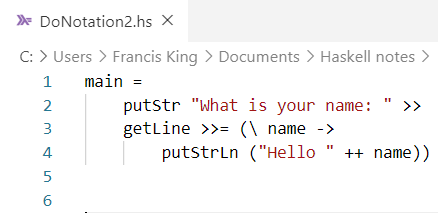 DoNotation2.hs ×
C: > Users > Francis King > Documents > Haskell notes >
1 main =
2     putStr "What is your name: " >>
3     getLine >>= (\ name ->
4         putStrLn ("Hello " ++ name))
5
6